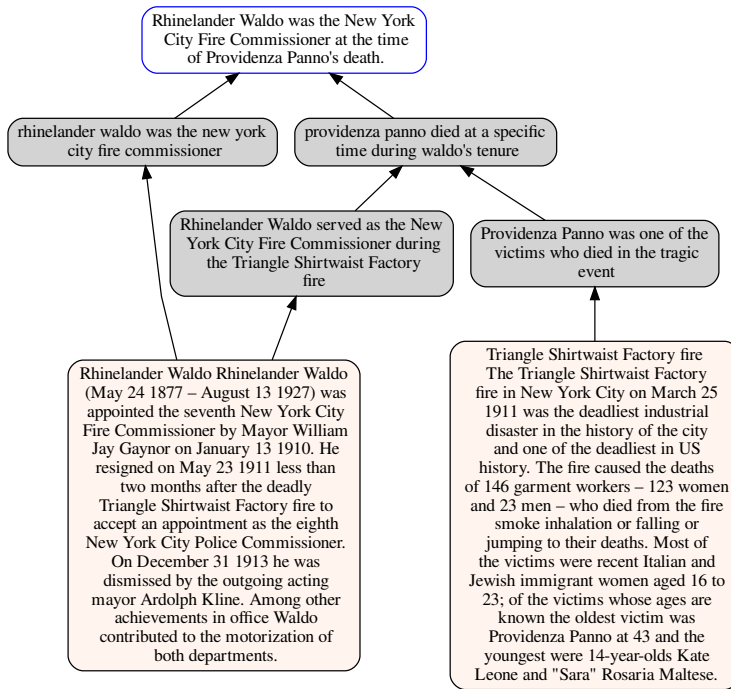 Rhinelander Waldo was the New York
City Fire Commissioner at the time
of Providenza Panno's death.
rhinelander waldo was the new york
city fire commissioner
providenza panno died at a specific
time during waldo's tenure
Rhinelander Waldo served as the New
York City Fire Commissioner during
the Triangle Shirtwaist Factory
fire
Providenza Panno was one of the
victims who died in the tragic
event
Rhinelander Waldo Rhinelander Waldo
(May 24 1877 – August 13 1927) was
appointed the seventh New York City
Fire Commissioner by Mayor William
Jay Gaynor on January 13 1910. He
resigned on May 23 1911 less than
two months after the deadly
Triangle Shirtwaist Factory fire to
accept an appointment as the eighth
New York City Police Commissioner.
On December 31 1913 he was
dismissed by the outgoing acting
mayor Ardolph Kline. Among other
achievements in office Waldo
contributed to the motorization of
both departments.
Triangle Shirtwaist Factory fire
The Triangle Shirtwaist Factory
fire in New York City on March 25
1911 was the deadliest industrial
disaster in the history of the city
and one of the deadliest in US
history. The fire caused the deaths
of 146 garment workers – 123 women
and 23 men – who died from the fire
smoke inhalation or falling or
jumping to their deaths. Most of
the victims were recent Italian and
Jewish immigrant women aged 16 to
23; of the victims whose ages are
known the oldest victim was
Providenza Panno at 43 and the
youngest were 14-year-olds Kate
Leone and "Sara" Rosaria Maltese.